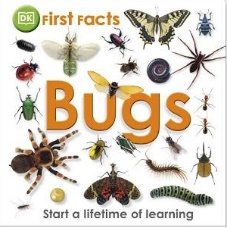 DK First Facts
Bugs
Start a lifetime of learning